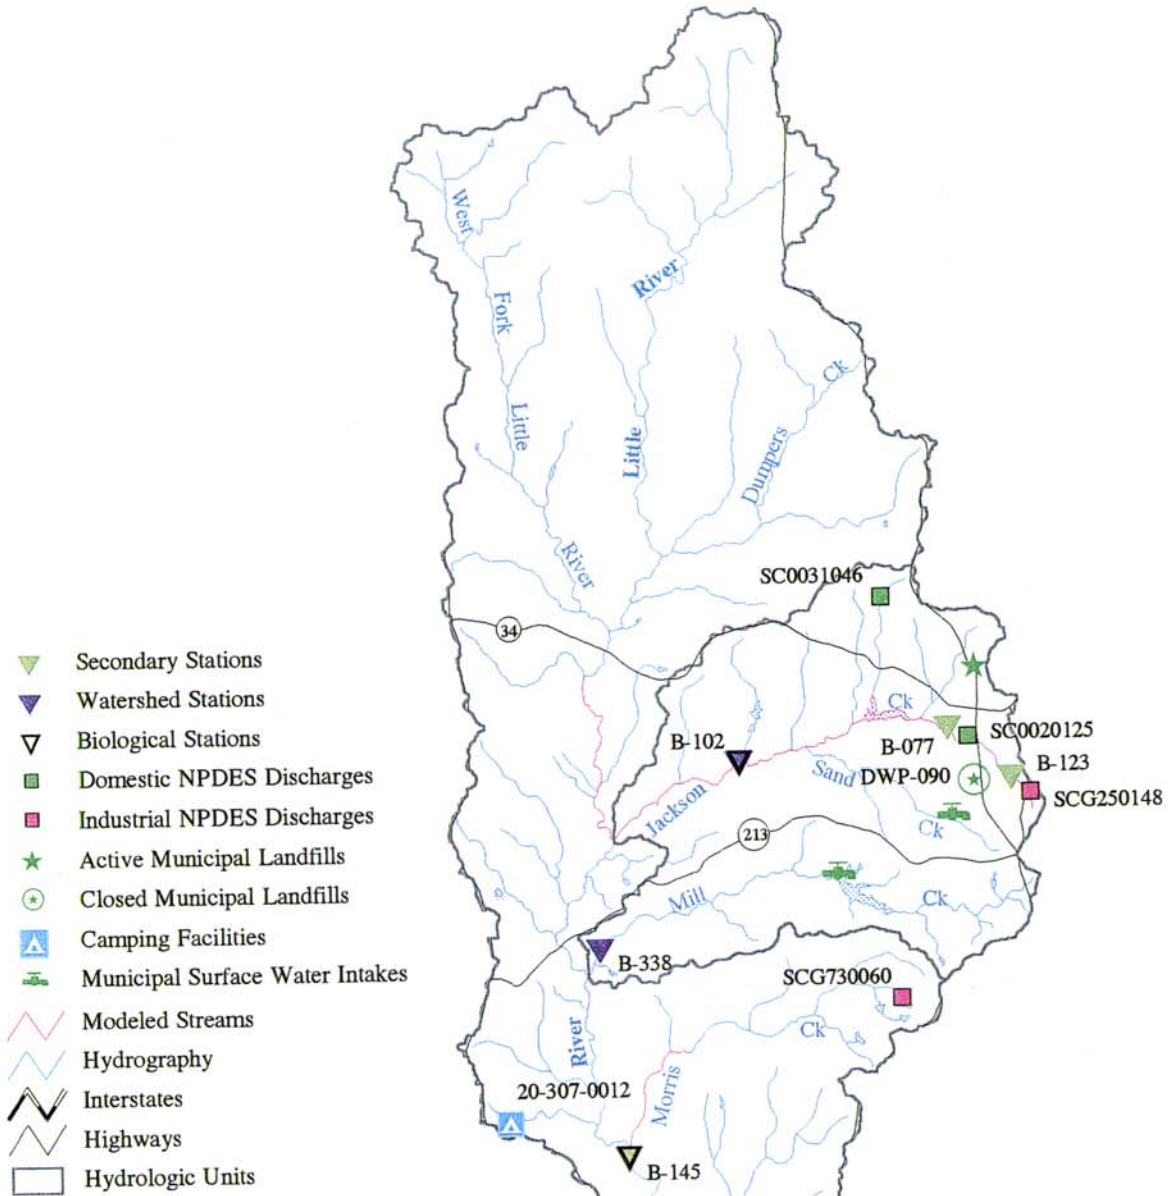 West
Fork
Little
River
River
Little
Dumpers
Ck
SC0031046
34
Ck
B-102
B-077
SC0020125
B-123
Sand
DWP-090
SCG250148
Jackson
Ck
213
Mill
Ck
B-338
SCG730060
River
Ck
20-307-0012
Morris
B-145
Secondary Stations
Watershed Stations
Biological Stations
Domestic NPDES Discharges
Industrial NPDES Discharges
Active Municipal Landfills
Closed Municipal Landfills
Camping Facilities
Municipal Surface Water Intakes
Modeled Streams
Hydrography
Interstates
Highways
Hydrologic Units